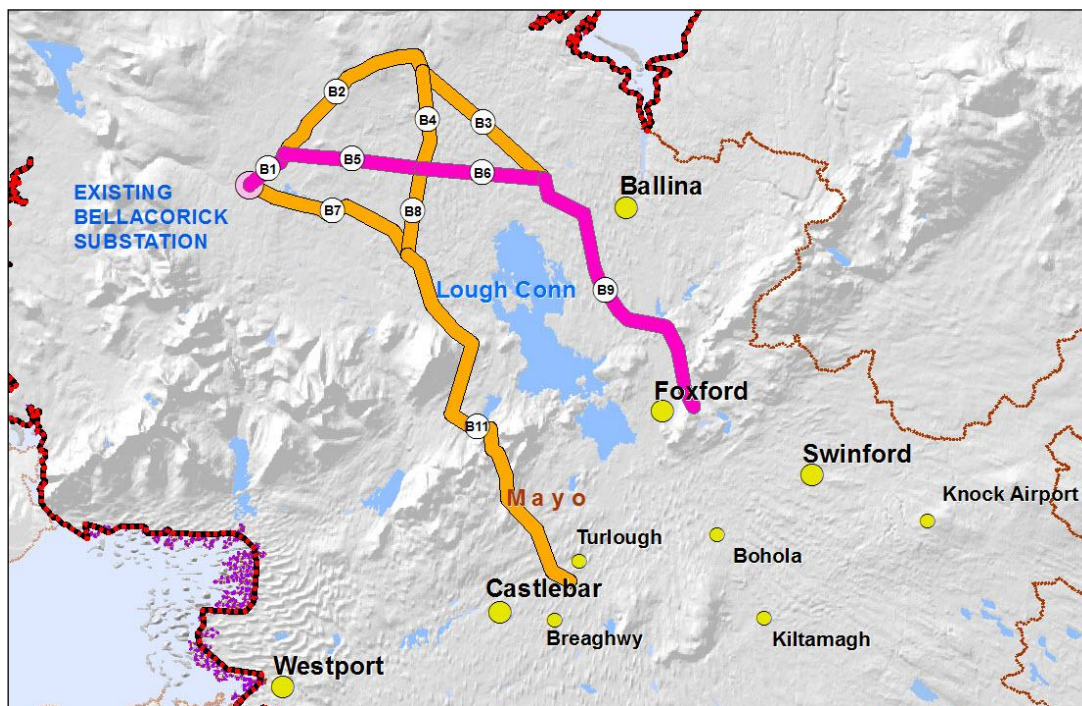 B2
B4
B3
B1
B5
B6
EXISTING
BELLACORICK
SUBSTATION
B7
B8
Ballina
Lough Conn
B9
Foxford
B11
Swinford
Mayo
Knock Airport
Turlough
Bohola
Castlebar
Breaghwy
Kiltamagh
Westport